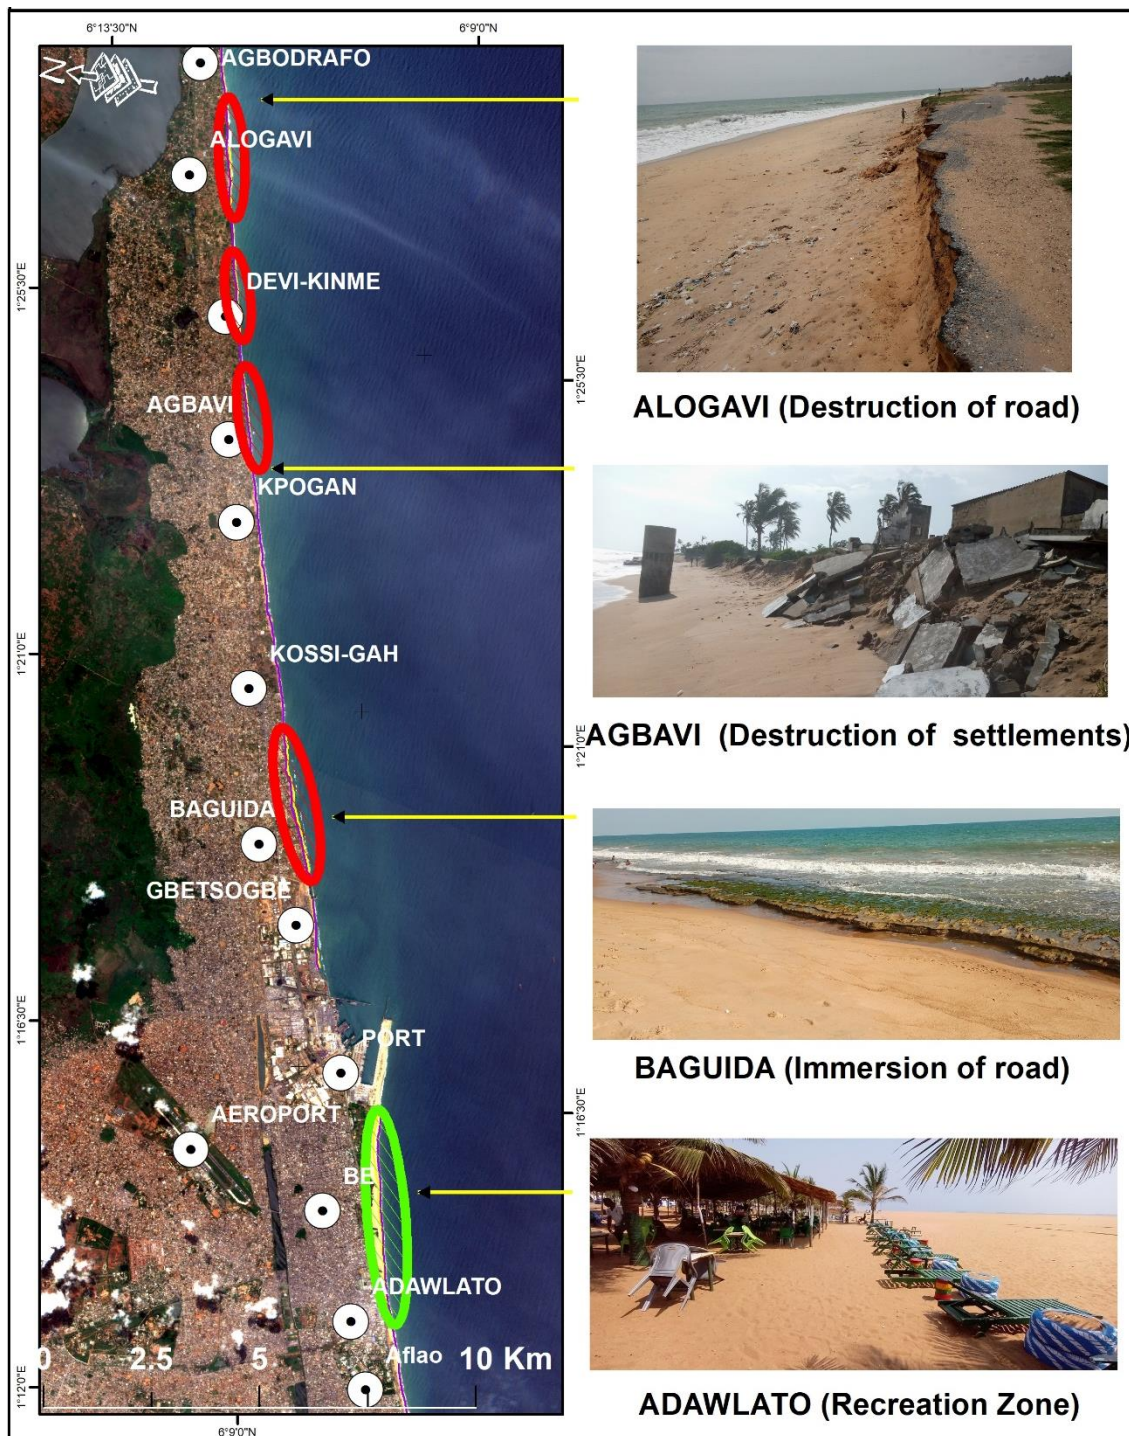 6°13'30"N
6°9'0"N
N
AGBODRAFO
ALOGAVI
DEVI-KINME
1°25'30"E
1°25'30"E
AGBAVI
KPOGAN
KOSSI-GAH
1°21'0"E
1°21'0"E
BAGUIDA
GBETSOGBE
1°16'30"E
PORT
AEROPORT
1°16'30"E
BE
ADAWLATO
Aflao
0 2.5 5 10 Km
1°12'0"E
6°9'0"N
ALOGAVI (Destruction of road)
AGBAVI (Destruction of settlements)
BAGUIDA (Immersion of road)
ADAWLATO (Recreation Zone)